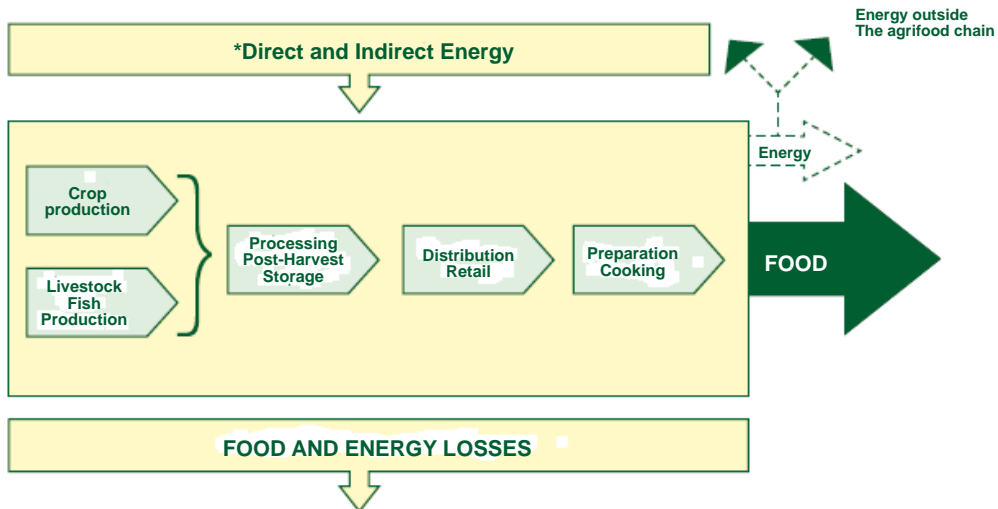 Energy outside
The agrifood chain
*Direct and Indirect Energy
Energy
Crop
production
Livestock
Fish
Production
Processing
Post-Harvest
Storage
Distribution
Retail
Preparation
Cooking
FOOD
FOOD AND ENERGY LOSSES